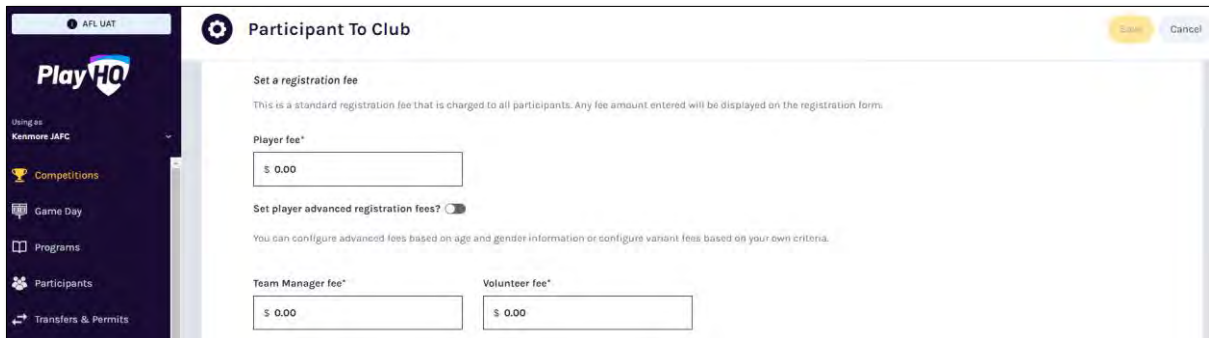 AFL UAT
Participant To Club
Save
Cancel
PlayHQ
Using as
Kenmore JAFC
Competitions
Game Day
Programs
Participants
Transfers & Permits
Set a registration fee
This is a standard registration fee that is charged to all participants. Any fee amount entered will be displayed on the registration form.
Player fee*
$ 0.00
Set player advanced registration fees?
You can configure advanced fees based on age and gender information or configure variant fees based on your own criteria.
Team Manager fee* Volunteer fee*
$ 0.00 $ 0.00